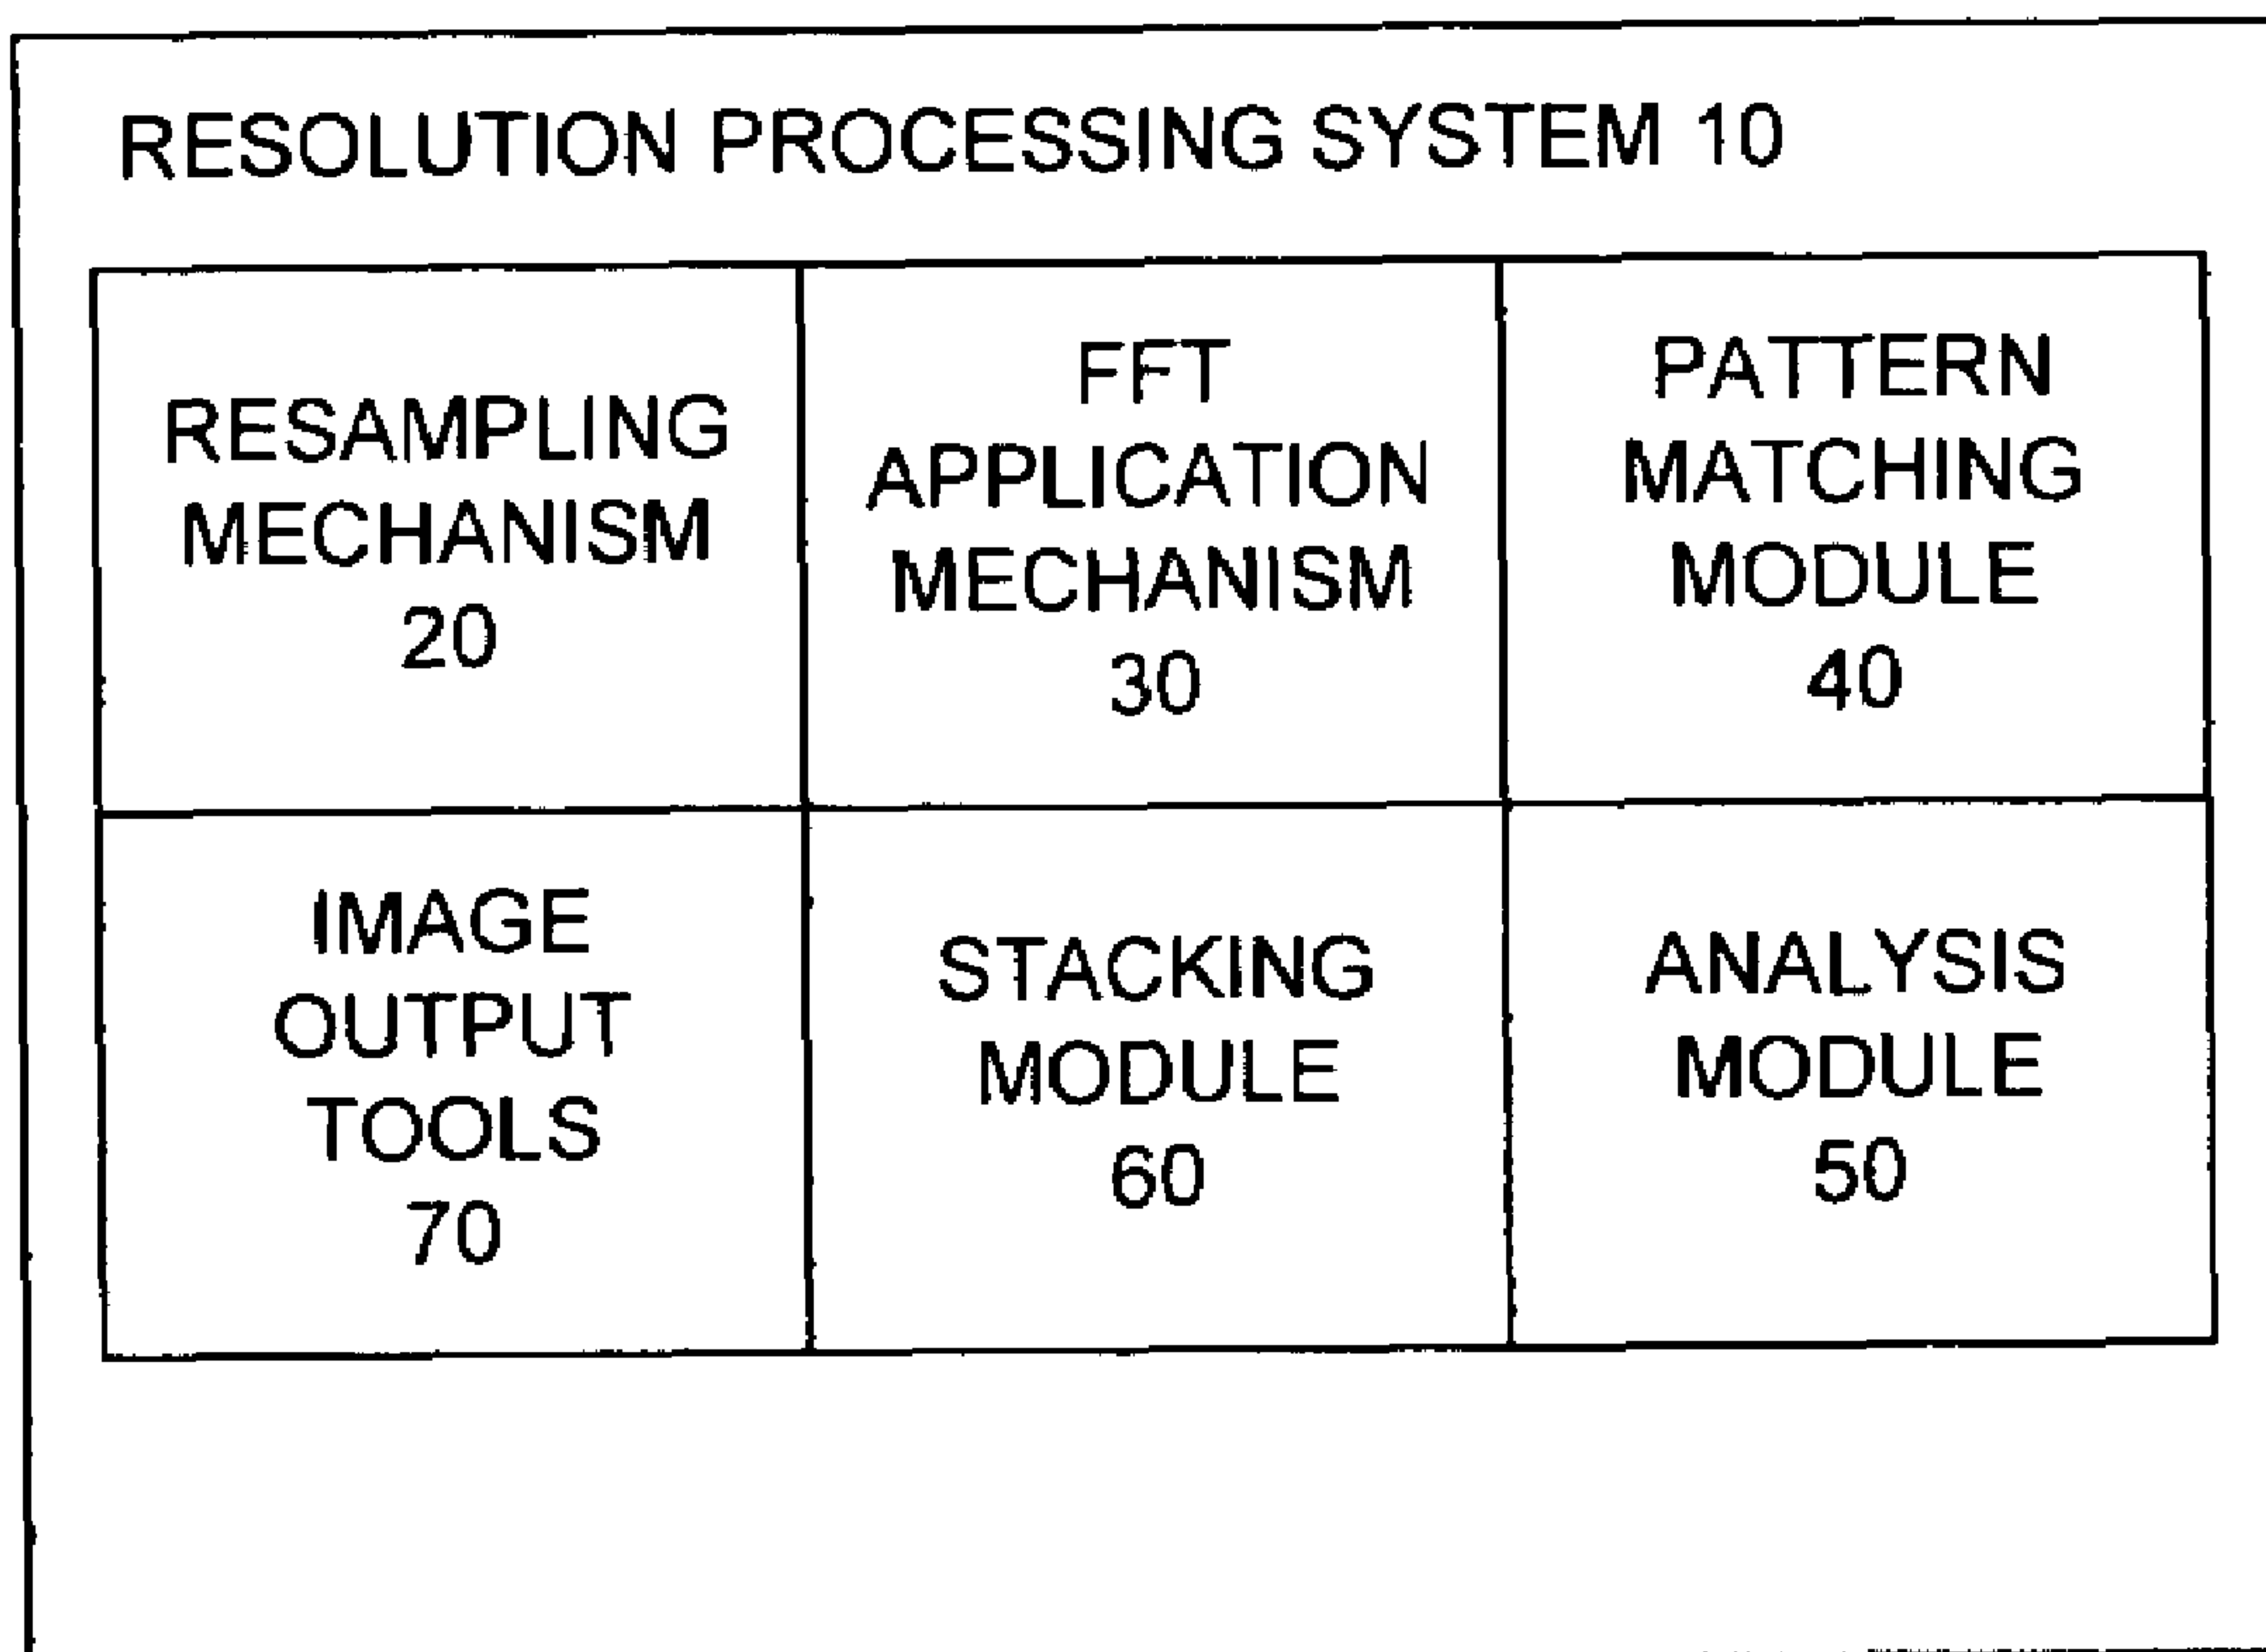 RESOLUTION PROCESSING SYSTEM 10
RESAMPLING
MECHANISM
20
FFT
APPLICATION
MECHANISM
30
PATTERN
MATCHING
MODULE
40
IMAGE
OUTPUT
TOOLS
70
STACKING
MODULE
60
ANALYSIS
MODULE
50